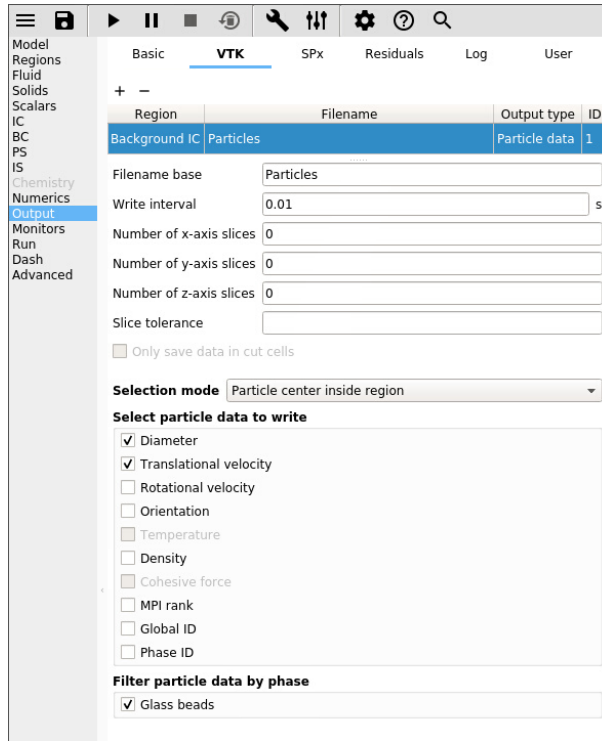 Model
Regions
Fluid
Solids
Scalars
IC
BC
PS
IS
Chemistry
Numerics
Output
Monitors
Run
Dash
Advanced
Basic VTK SPx Residuals Log User
+ −
Region Filename Output type ID
Background IC Particles Particle data 1
Filename base Particles
Write interval 0.01 s
Number of x-axis slices 0
Number of y-axis slices 0
Number of z-axis slices 0
Slice tolerance
Only save data in cut cells
Selection mode Particle center inside region
Select particle data to write
Diameter
Translational velocity
Rotational velocity
Orientation
Temperature
Density
Cohesive force
MPI rank
Global ID
Phase ID
Filter particle data by phase
Glass beads